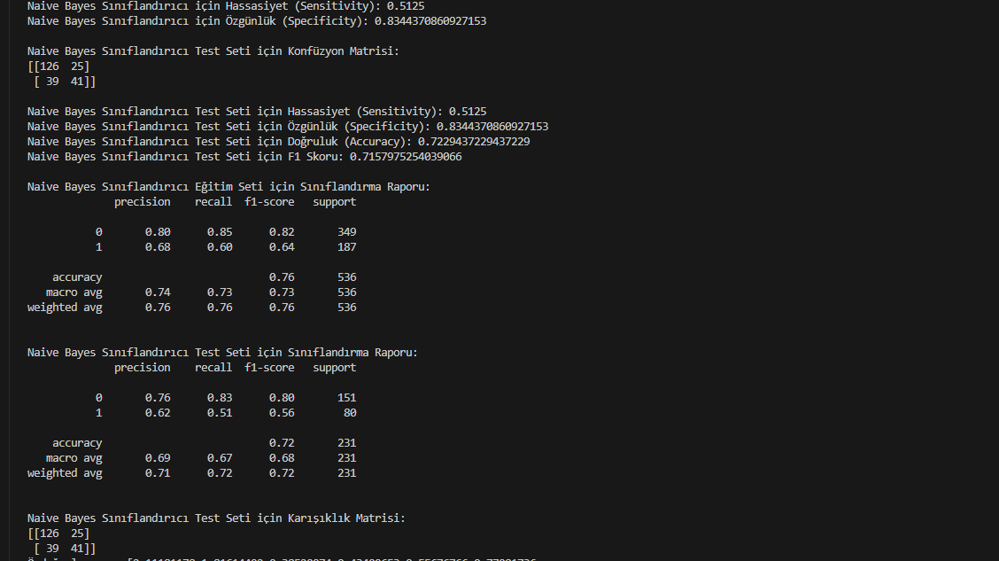 Naive Bayes Sınıflandırıcı için Hassasiyet (Sensitivity): 0.5125
Naive Bayes Sınıflandırıcı için Özgünlük (Specificity): 0.8344370860927153
Naive Bayes Sınıflandırıcı Test Seti için Konfüzyon Matrisi:
[[126  25]
 [ 39  41]]
Naive Bayes Sınıflandırıcı Test Seti için Hassasiyet (Sensitivity): 0.5125
Naive Bayes Sınıflandırıcı Test Seti için Özgünlük (Specificity): 0.8344370860927153
Naive Bayes Sınıflandırıcı Test Seti için Doğruluk (Accuracy): 0.7229437229437229
Naive Bayes Sınıflandırıcı Test Seti için F1 Skoru: 0.7157975254039066
Naive Bayes Sınıflandırıcı Eğitim Seti için Sınıflandırma Raporu:
precision    recall  f1-score   support
0       0.80      0.85      0.82       349
1       0.68      0.60      0.64       187
accuracy                           0.76       536
macro avg       0.74      0.73      0.73       536
weighted avg       0.76      0.76      0.76       536
Naive Bayes Sınıflandırıcı Test Seti için Sınıflandırma Raporu:
precision    recall  f1-score   support
0       0.76      0.83      0.80       151
1       0.62      0.51      0.56        80
accuracy                           0.72       231
macro avg       0.69      0.67      0.68       231
weighted avg       0.71      0.72      0.72       231
Naive Bayes Sınıflandırıcı Test Seti için Karışıklık Matrisi:
[[126  25]
 [ 39  41]]